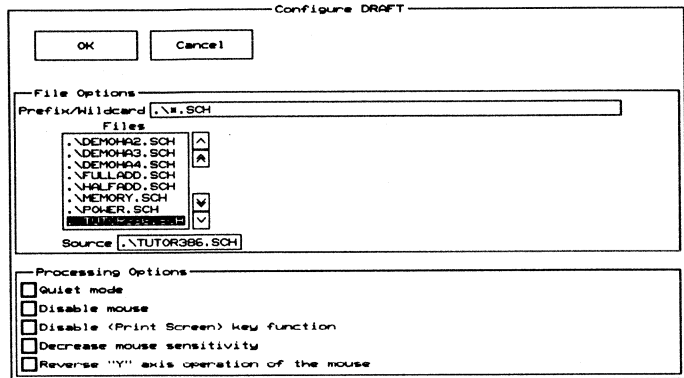 Configure DRAFT
OK
Cancel
File Options
Prefix/Wildcard .\*.SCH
Files
.\DEMOHA2.SCH
.\DEMOHA3.SCH
.\DEMOHA4.SCH
.\FULLADD.SCH
.\HALFADD.SCH
.\MEMORY.SCH
.\POWER.SCH
Source .\TUTOR386.SCH
Processing Options
Quiet mode
Disable mouse
Disable <Print Screen> key function
Decrease mouse sensitivity
Reverse "Y" axis operation of the mouse